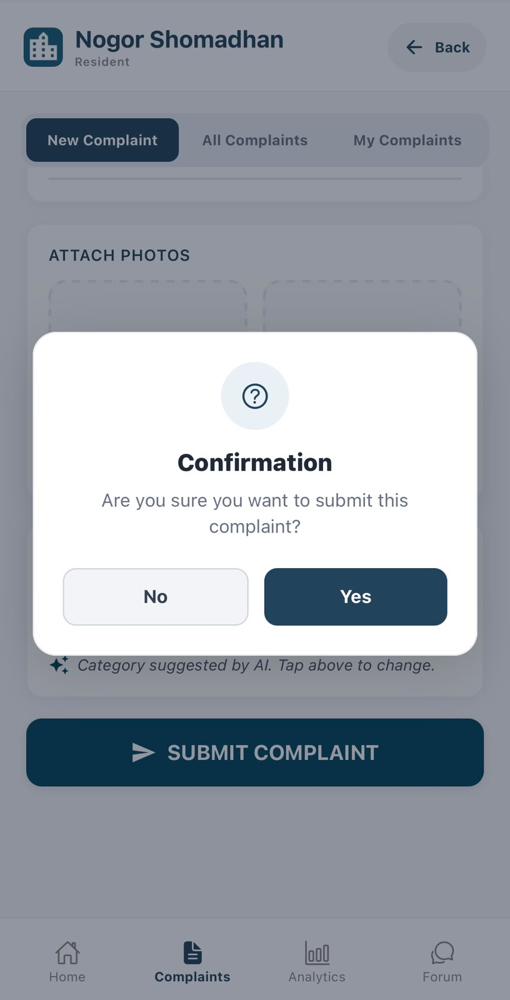 Nogor Shomadhan
Resident
Back
New Complaint
All Complaints
My Complaints
ATTACH PHOTOS
?
Confirmation
Are you sure you want to submit this
complaint?
No
Yes
Category suggested by AI. Tap above to change.
SUBMIT COMPLAINT
Home
Complaints
Analytics
Forum